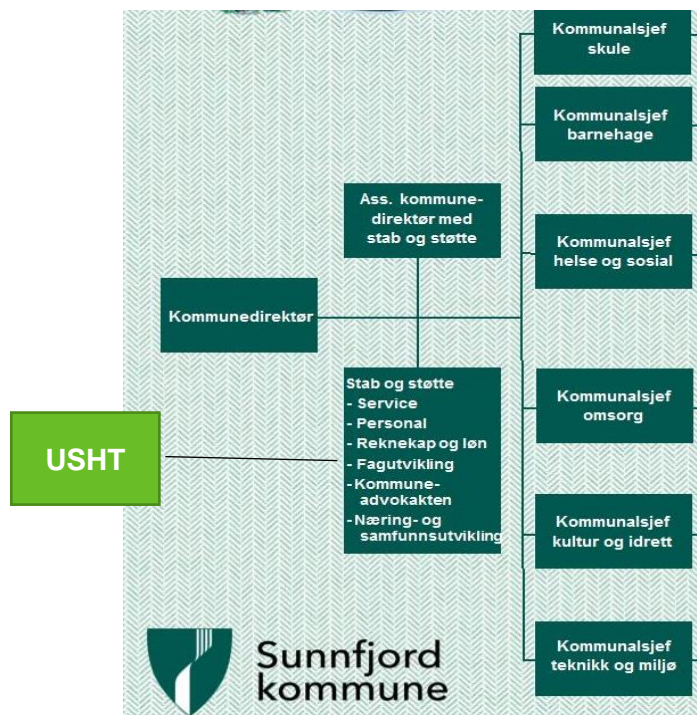 Kommunalsjef
skule
Kommunalsjef
barnehage
Ass. kommune-
direktør med
stab og støtte
Kommunalsjef
helse og sosial
Kommunedirektør
Stab og støtte
- Service
- Personal
- Reknekap og løn
- Fagutvikling
-Kommune-
advokakten
-Næring- og
samfunnsutvikling
USHT
Kommunalsjef
omsorg
Kommunalsjef
kultur og idrett
Kommunalsjef
teknikk og miljø
Sunnfjord
kommune